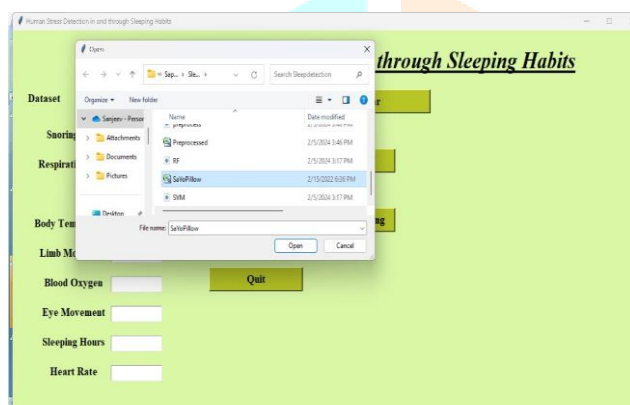 Human Stress Detection in and through Sleeping Habits
Open
through Sleeping Habits
Sap... › Sle... ›
Search Sleepdetection
Dataset
Organize
New folder
Sanjeev - Person
Attachments
Documents
Pictures
Desktop
Name
Date modified
Preprocessed
2/5/2024 3:46 PM
RF
2/5/2024 3:17 PM
SaYoPillow
2/15/2022 6:36 PM
SVM
2/5/2024 3:17 PM
File name:
SaYoPillow
Open
Cancel
Snoring
Respirati
Body Tem
Limb Mo
Blood Oxygen
Quit
Eye Movement
Sleeping Hours
Heart Rate